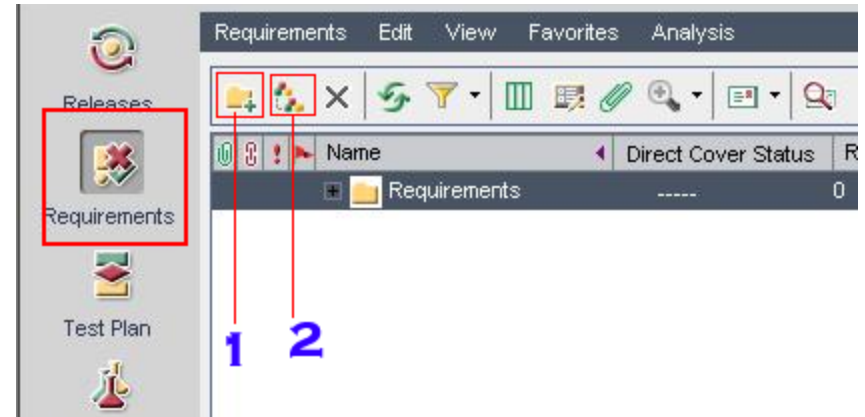 Requirements Edit View Favorites Analysis
Releases
Name Direct Cover Status R
Requirements ----- 0
Requirements
Test Plan
1 2